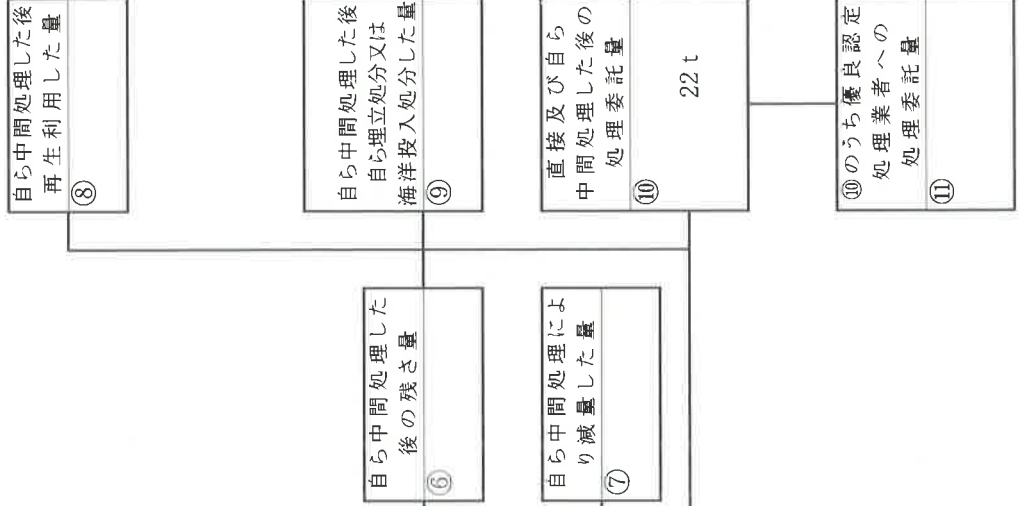 自ら中間処理した後
再生利用した量
⑧
自ら中間処理した後
自ら埋立処分又は
海洋投入処分した量
⑨
直接及び自ら
中間処理した後の
処理委託量
⑩
22t
⑩のうち優良認定
処理業者への
処理委託量
⑪
自ら中間処理した
後の残さ量
⑥
自ら中間処理によ
り減量した量
⑦